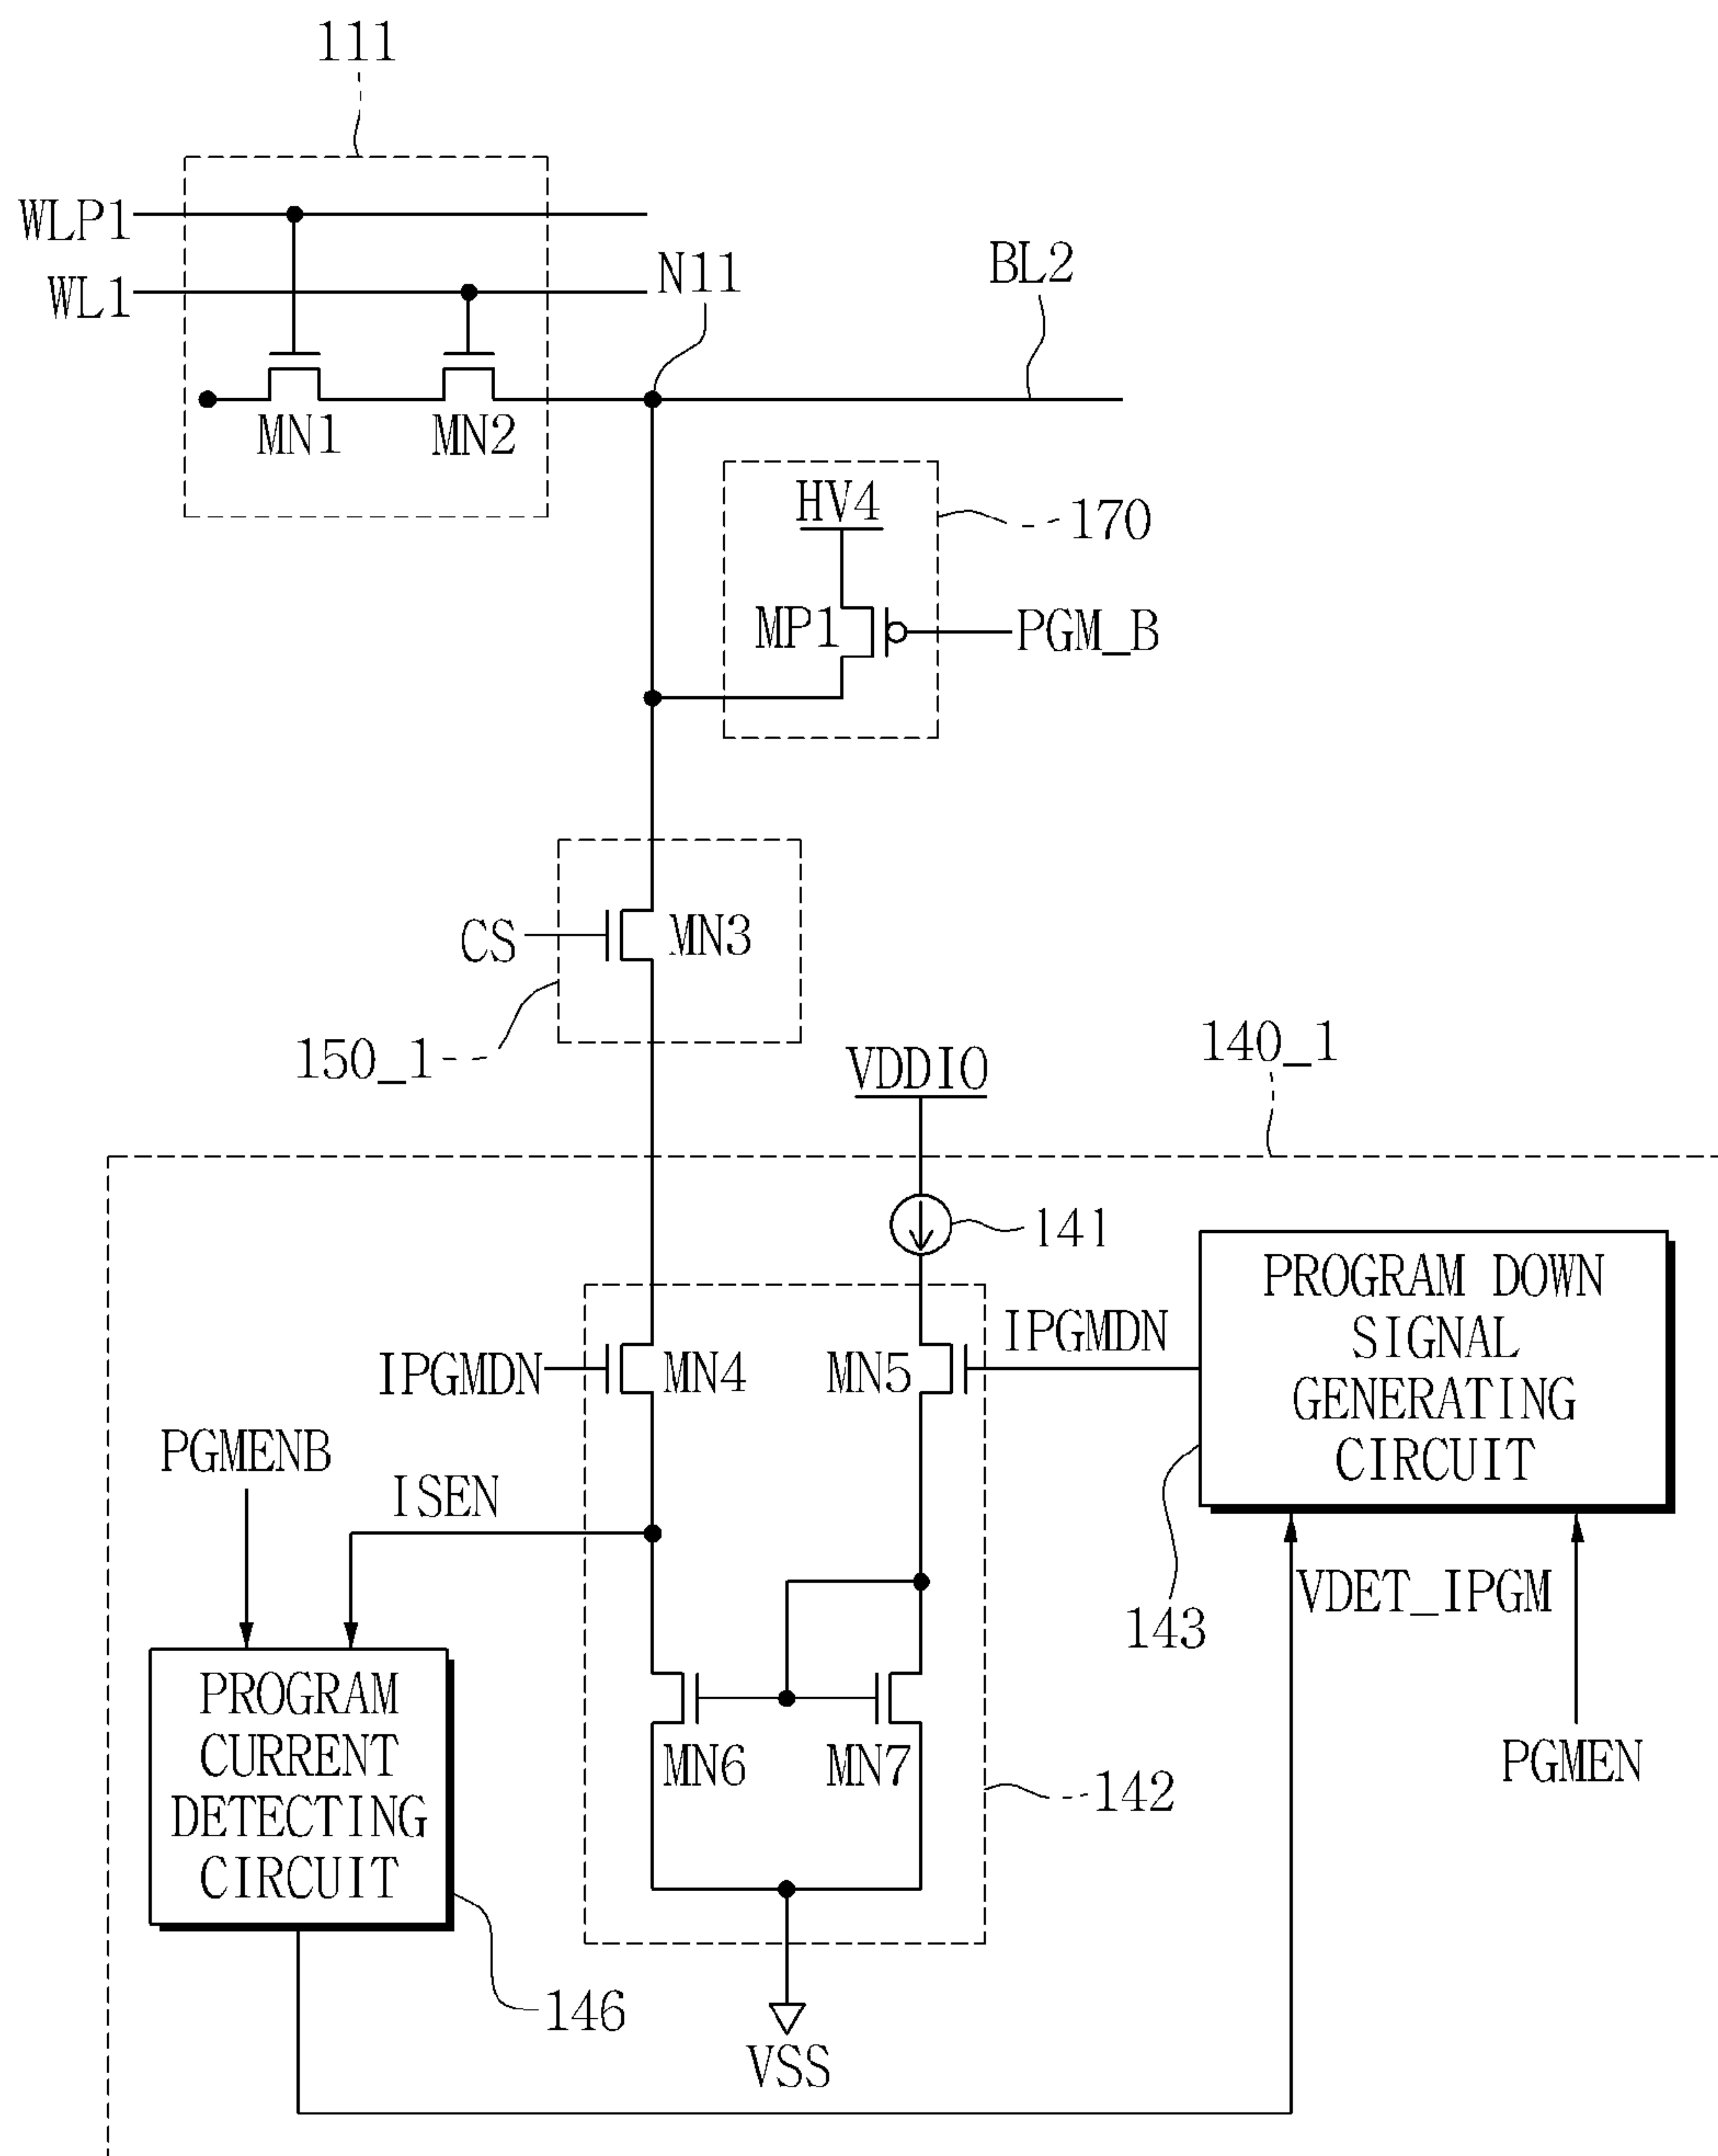 111
WLP1
WL1
N11
BL2
MN1
MN2
HV4
170
MP1
PGM_B
CS
MN3
150_1
VDDIO
140_1
141
PROGRAM DOWN
SIGNAL
GENERATING
CIRCUIT
IPGMDN
MN4
MN5
IPGMDN
PGMENB
ISEN
143
VDET_IPGM
PROGRAM
CURRENT
DETECTING
CIRCUIT
MN6
MN7
142
PGMEN
146
VSS